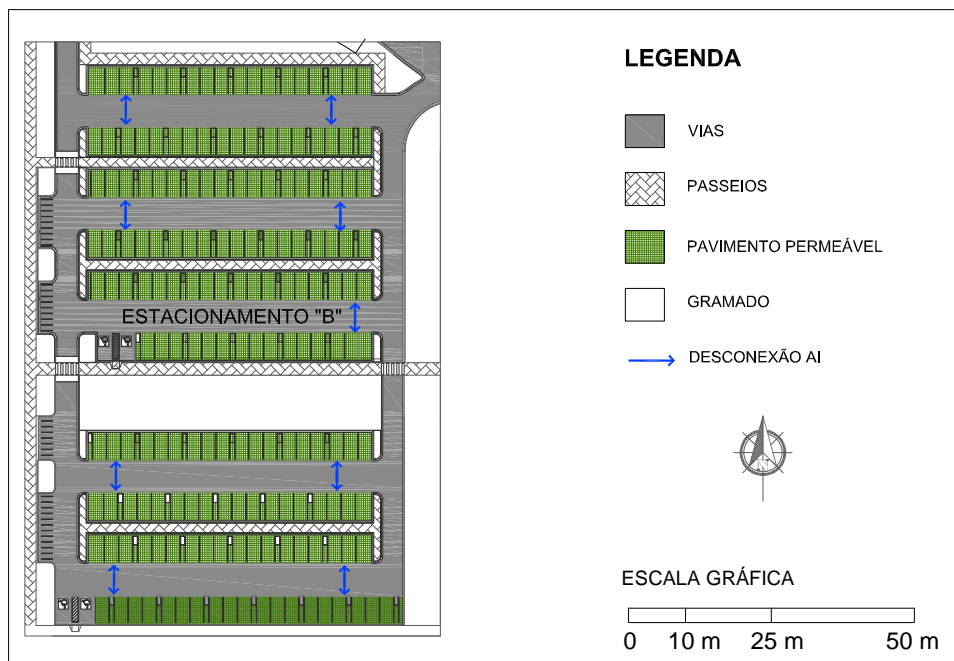 LEGENDA
VIAS
PASSEIOS
PAVIMENTO PERMEÁVEL
GRAMADO
DESCONEXÃO AI
ESTACIONAMENTO "B"
ESCALA GRÁFICA
0 10 m 25 m 50 m